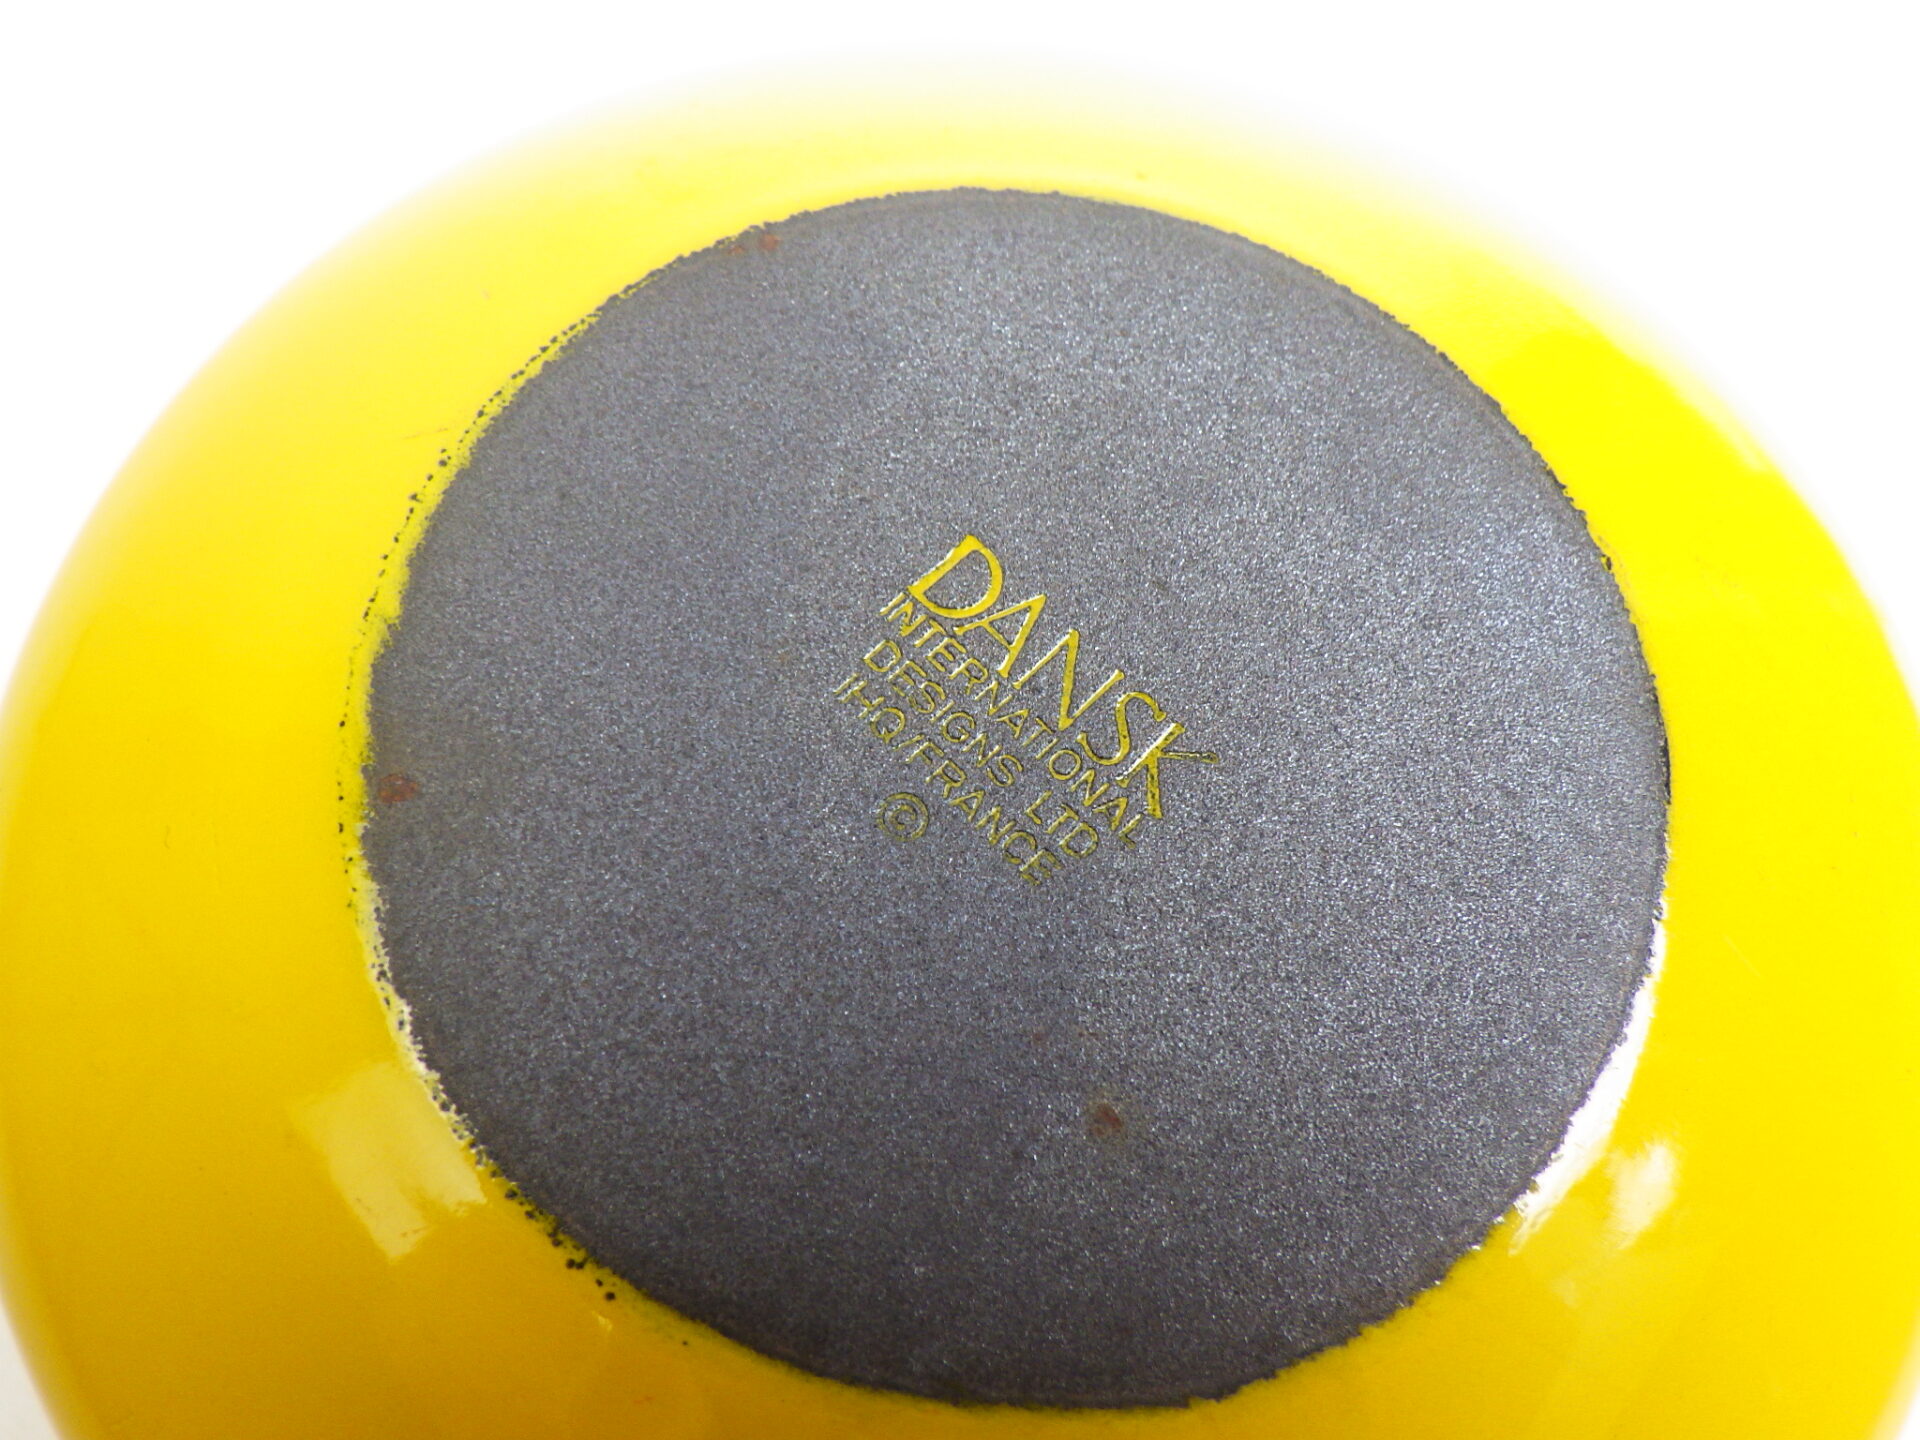 DANSK
INTERNATIONAL
DESIGNS LTD
IHQ/FRANCE
©